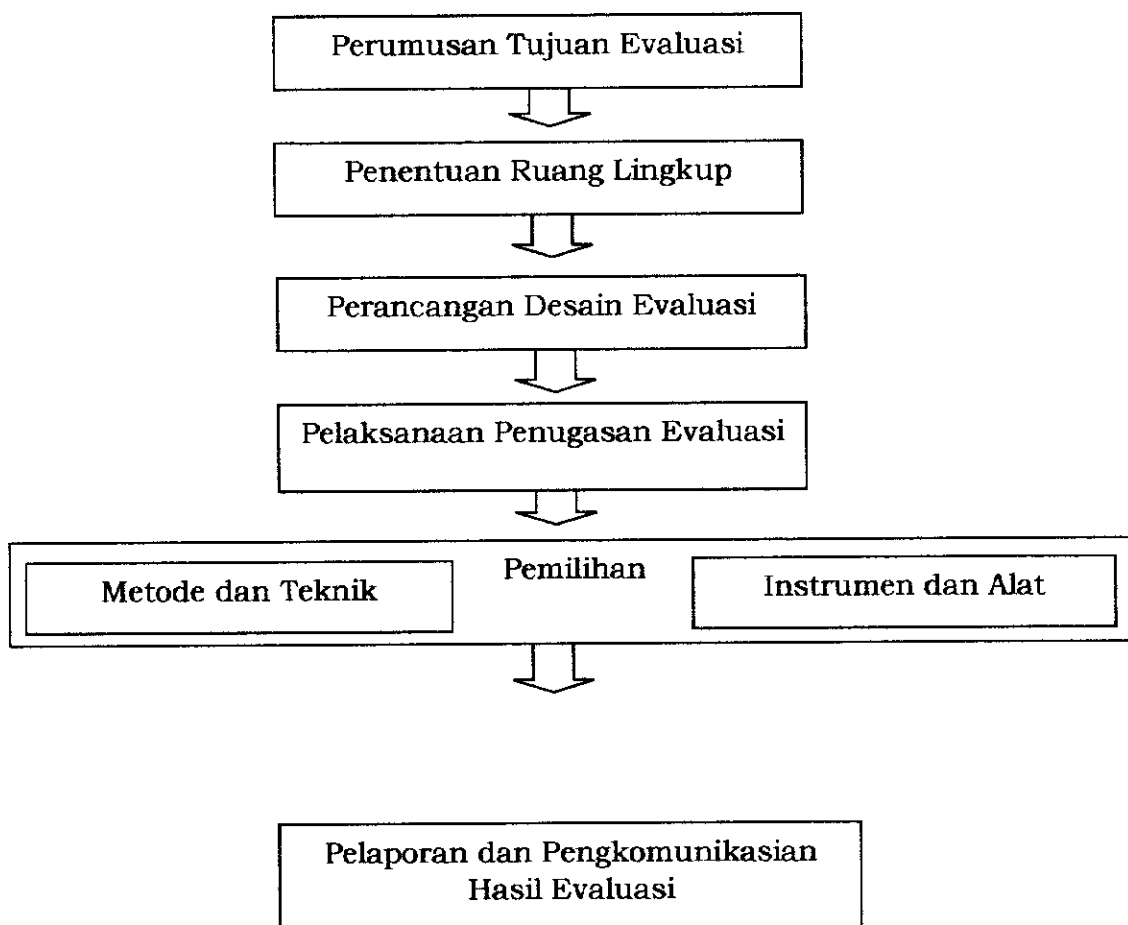 Perumusan Tujuan Evaluasi
Penentuan Ruang Lingkup
Perancangan Desain Evaluasi
Pelaksanaan Penugasan Evaluasi
Pemilihan
Metode dan Teknik
Instrumen dan Alat
Pelaporan dan Pengkomunikasian
Hasil Evaluasi